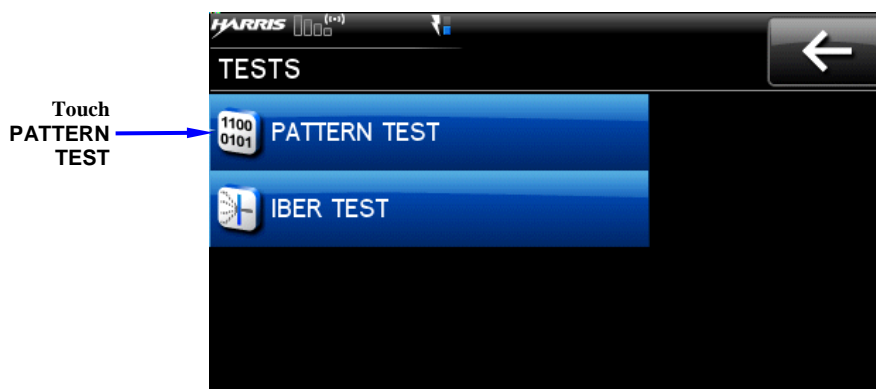 HARRIS
TESTS
Touch
PATTERN
TEST
1100
0101
PATTERN TEST
IBER TEST